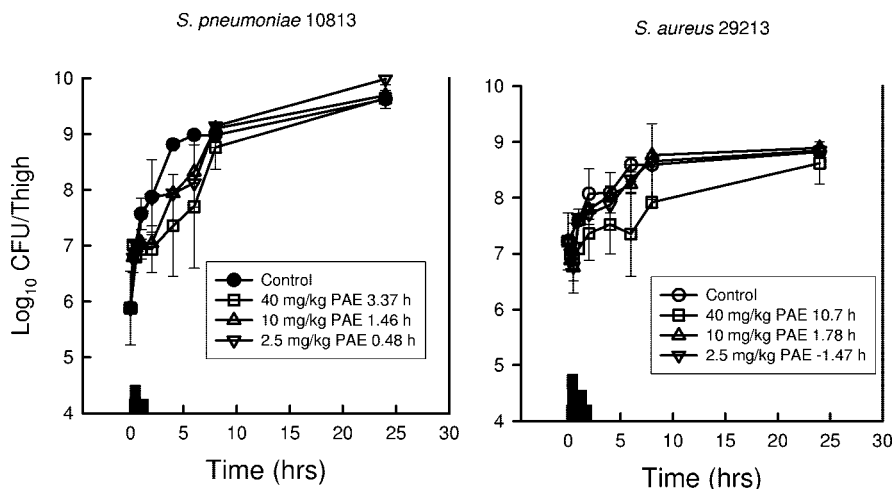 S. pneumoniae 10813
10
9
8
7
6
5
4
Log10 CFU/Thigh
Control
40 mg/kg PAE 3.37 h
10 mg/kg PAE 1.46 h
2.5 mg/kg PAE 0.48 h
0 5 10 15 20 25 30
Time (hrs)
S. aureus 29213
10
9
8
7
6
5
4
Control
40 mg/kg PAE 10.7 h
10 mg/kg PAE 1.78 h
2.5 mg/kg PAE -1.47 h
0 5 10 15 20 25 30
Time (hrs)